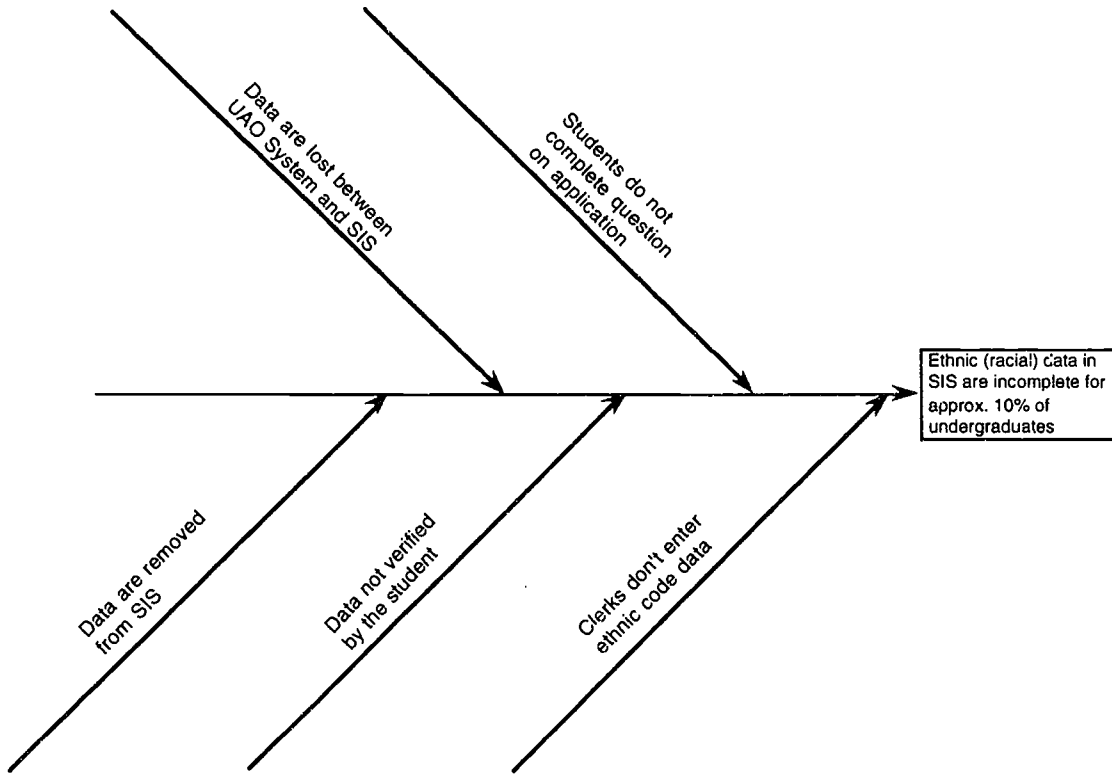 Data are lost between
UAO System and SIS
Students do not
complete question
on application
Ethnic (racial) data in
SIS are incomplete for
approx. 10% of
undergraduates
Data are removed
from SIS
Data not verified
by the student
Clerks don't enter
ethnic code data